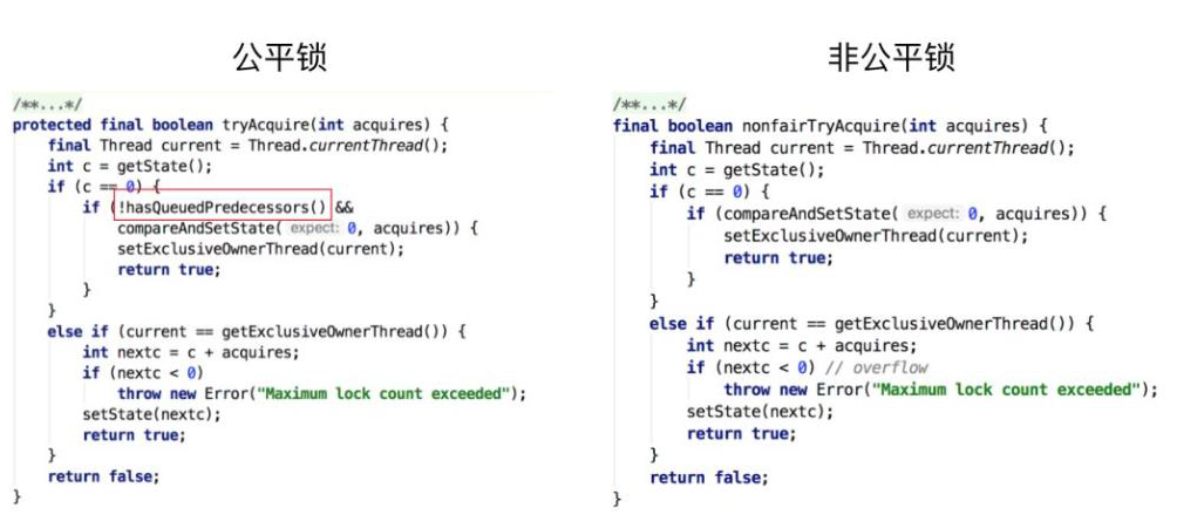 公平锁
/**...*/
protected final boolean tryAcquire(int acquires) {
    final Thread current = Thread.currentThread();
    int c = getState();
    if (c == 0) {
        if (!hasQueuedPredecessors() &&
            compareAndSetState( expect: 0, acquires)) {
            setExclusiveOwnerThread(current);
            return true;
        }
    }
    else if (current == getExclusiveOwnerThread()) {
        int nextc = c + acquires;
        if (nextc < 0)
            throw new Error("Maximum lock count exceeded");
        setState(nextc);
        return true;
    }
    return false;
}
非公平锁
/**...*/
final boolean nonfairTryAcquire(int acquires) {
    final Thread current = Thread.currentThread();
    int c = getState();
    if (c == 0) {
        if (compareAndSetState( expect: 0, acquires)) {
            setExclusiveOwnerThread(current);
            return true;
        }
    }
    else if (current == getExclusiveOwnerThread()) {
        int nextc = c + acquires;
        if (nextc < 0) // overflow
            throw new Error("Maximum lock count exceeded");
        setState(nextc);
        return true;
    }
    return false;
}